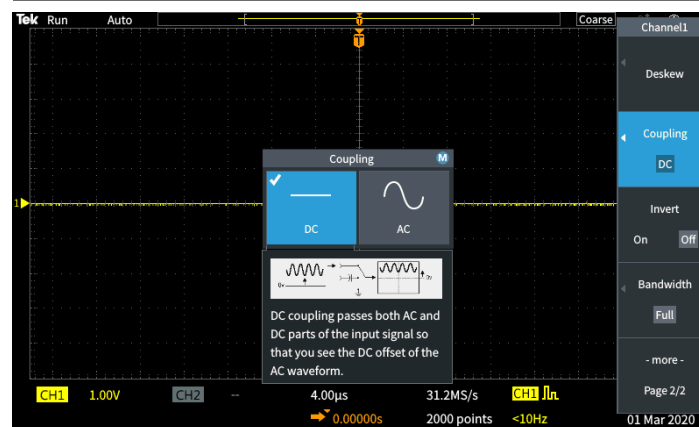 Tek Run Auto Coarse
T
T
Channel1
Deskew
Coupling
DC
Invert
On Off
Bandwidth
Full
- more -
Page 2/2
Coupling M
DC AC
0v 0v
DC coupling passes both AC and
DC parts of the input signal so
that you see the DC offset of the
AC waveform.
1
CH1 1.00V CH2 -- 4.00µs 31.2MS/s CH1
0.00000s 2000 points <10Hz 01 Mar 2020